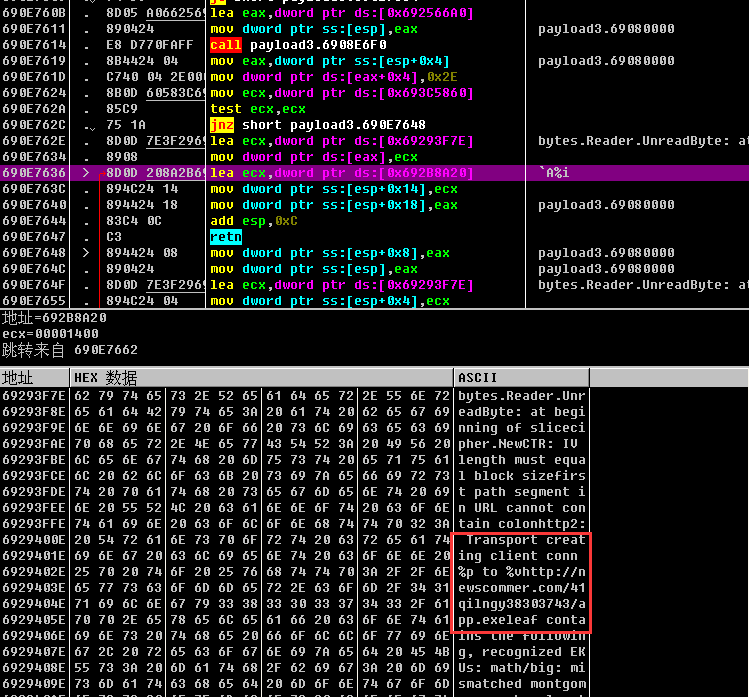 690E760B . 8D05 A0662569 lea eax,dword ptr ds:[0x692566A0]
690E7611 . 890424 mov dword ptr ss:[esp],eax payload3.69080000
690E7614 . E8 D770FAFF call payload3.6908E6F0
690E7619 . 8B4424 04 mov eax,dword ptr ss:[esp+0x4] payload3.69080000
690E761D . C740 04 2E000 mov dword ptr ds:[eax+0x4],0x2E
690E7624 . 8B0D 60583C69 mov ecx,dword ptr ds:[0x693C5860]
690E762A . 85C9 test ecx,ecx
690E762C . 75 1A jnz short payload3.690E7648
690E762E . 8D0D 7E3F2969 lea ecx,dword ptr ds:[0x69293F7E] bytes.Reader.UnreadByte: at
690E7634 . 8908 mov dword ptr ds:[eax],ecx
690E7636 > 8D0D 208A2B69 lea ecx,dword ptr ds:[0x692B8A20] `A%i
690E763C . 894C24 14 mov dword ptr ss:[esp+0x14],ecx
690E7640 . 894424 18 mov dword ptr ss:[esp+0x18],eax payload3.69080000
690E7644 . 83C4 0C add esp,0xC
690E7647 . C3 retn
690E7648 > 894424 08 mov dword ptr ss:[esp+0x8],eax payload3.69080000
690E764C . 890424 mov dword ptr ss:[esp],eax payload3.69080000
690E764F . 8D0D 7E3F2969 lea ecx,dword ptr ds:[0x69293F7E] bytes.Reader.UnreadByte: at
690E7655 . 894C24 04 mov dword ptr ss:[esp+0x4],ecx
地址=692B8A20
ecx=00001400
跳转来自 690E7662
地址 HEX 数据 ASCII
69293F7E 62 79 74 65 73 2E 52 65 61 64 65 72 2E 55 6E 72 bytes.Reader.Unr
69293F8E 65 61 64 42 79 74 65 3A 20 61 74 20 62 65 67 69 eadByte: at begi
69293F9E 6E 6E 69 6E 67 20 6F 66 20 73 6C 69 63 65 63 69 nning of sliceci
69293FAE 70 68 65 72 2E 4E 65 77 43 54 52 3A 20 49 56 20 pher.NewCTR: IV
69293FBE 6C 65 6E 67 74 68 20 6D 75 73 74 20 65 71 75 61 length must equa
69293FCE 6C 20 62 6C 6F 63 6B 20 73 69 7A 65 66 69 72 73 l block sizefirs
69293FDE 74 20 70 61 74 68 20 73 65 67 6D 65 6E 74 20 69 t path segment i
69293FEE 6E 20 55 52 4C 20 63 61 6E 6E 6F 74 20 63 6F 6E n URL cannot con
69293FFE 74 61 69 6E 20 63 6F 6C 6F 6E 68 74 74 70 32 3A tain colonhttp2:
6929400E 20 54 72 61 6E 73 70 6F 72 74 20 63 72 65 61 74 Transport creat
6929401E 69 6E 67 20 63 6C 69 65 6E 74 20 63 6F 6E 6E 20 ing client conn
6929402E 25 70 20 74 6F 20 25 76 68 74 74 70 3A 2F 2F 6E %p to %vhttp://n
6929403E 65 77 73 63 6F 6D 6D 65 72 2E 63 6F 6D 2F 34 31 ewscommer.com/41
6929404E 71 69 6C 6E 67 79 33 38 33 30 33 37 34 33 2F 61 qilngy38303743/a
6929405E 70 70 2E 65 78 65 6C 65 61 66 20 63 6F 6E 74 61 pp.exeleaf conta
6929406E 69 6E 73 20 74 68 65 20 66 6F 6C 6C 6F 77 69 6E ins the followin
6929407E 67 2C 20 72 65 63 6F 67 6E 69 7A 65 64 20 45 4B g, recognized EK
6929408E 55 73 3A 20 6D 61 74 68 2F 62 69 67 3A 20 6D 69 Us: math/big: mi
6929409E 73 6D 61 74 63 68 65 64 20 6D 6F 6E 74 67 6F 6D smatched montgom